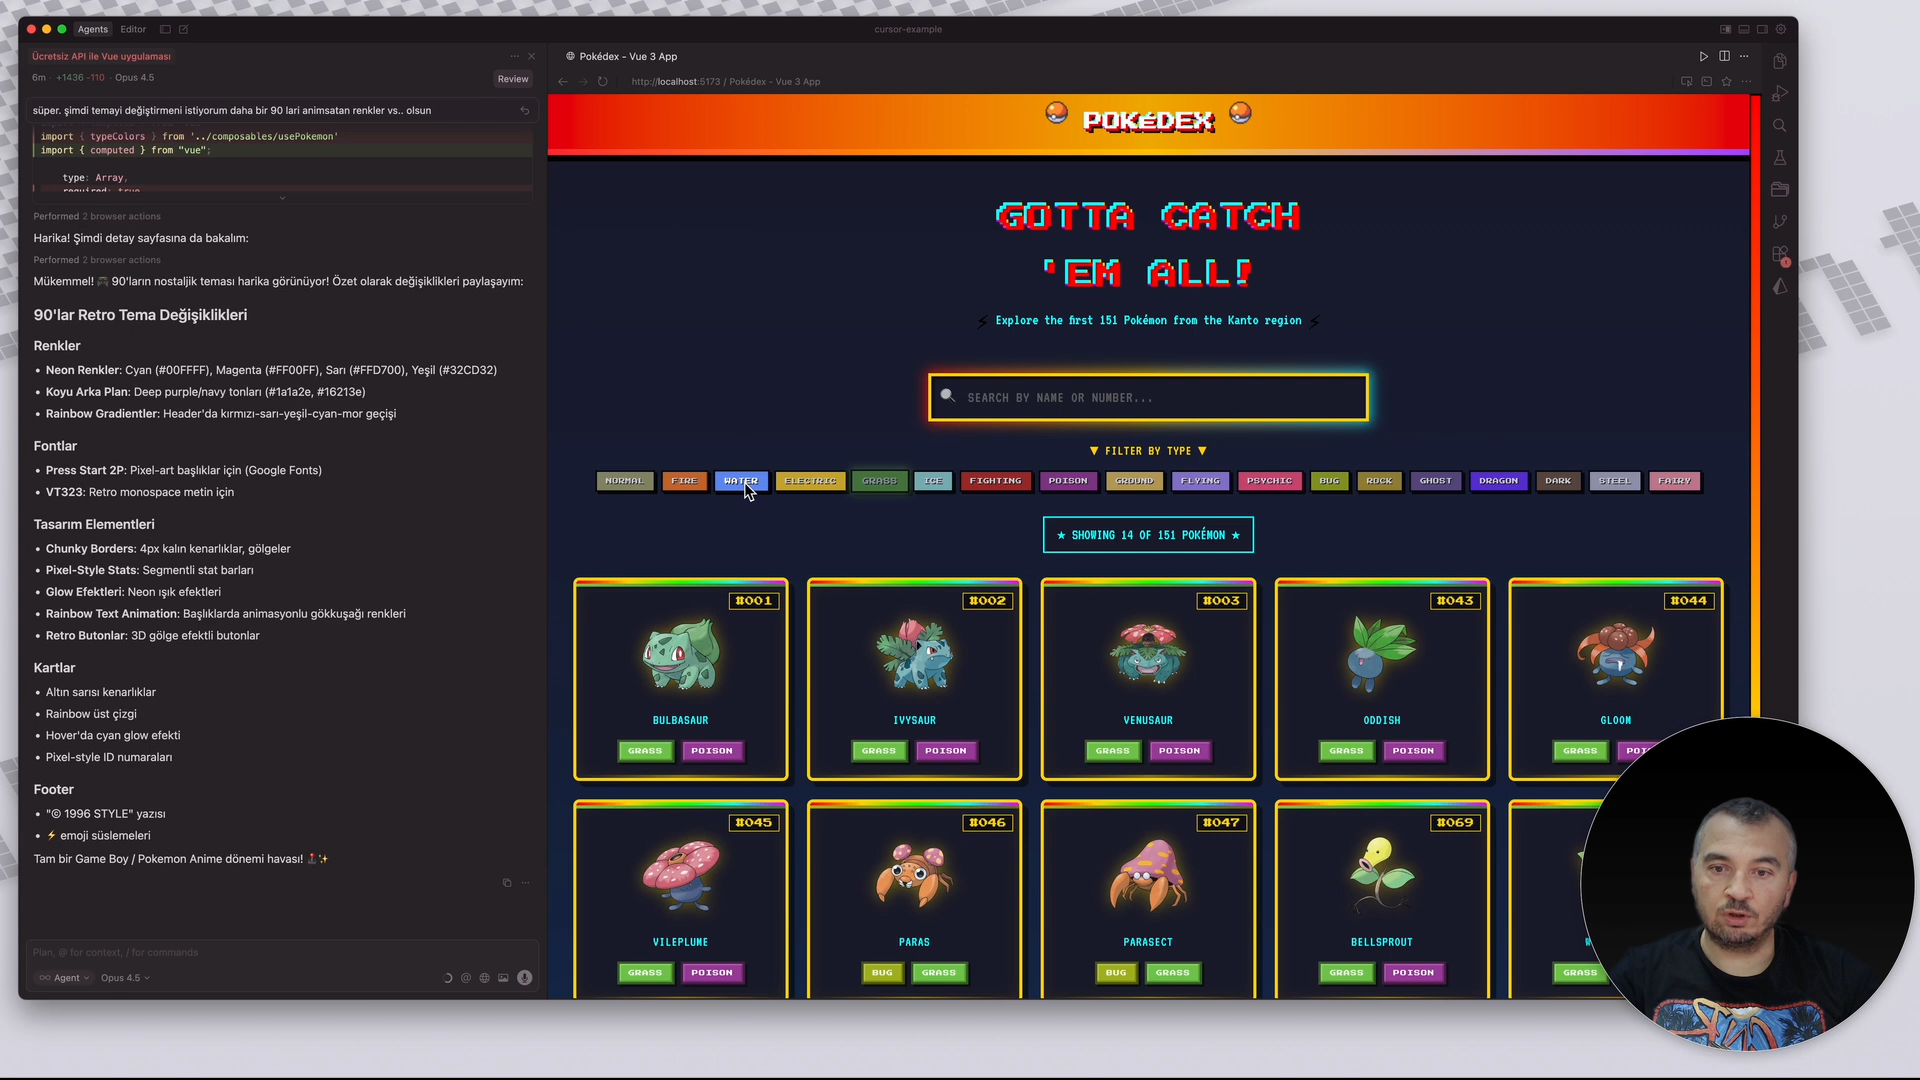 Agents
Editor
cursor-example
Ücretsiz API ile Vue uygulaması
6m · +1436 -110 · Opus 4.5
Review
süper. şimdi temayi değiştirmeni istiyorum daha bir 90 lari animsatan renkler vs.. olsun
import { typeColors } from '../composables/usePokemon'
import { computed } from "vue";
type: Array,
required: true
Performed 2 browser actions
Harika! Şimdi detay sayfasına da bakalım:
Performed 2 browser actions
Mükemmel! 90'ların nostaljik teması harika görünüyor! Özet olarak değişiklikleri paylaşayım:
90'lar Retro Tema Değişiklikleri
Renkler
• Neon Renkler: Cyan (#00FFFF), Magenta (#FF00FF), Sarı (#FFD700), Yeşil (#32CD32)
• Koyu Arka Plan: Deep purple/navy tonları (#1a1a2e, #16213e)
• Rainbow Gradientler: Header'da kırmızı-sarı-yeşil-cyan-mor geçişi
Fontlar
• Press Start 2P: Pixel-art başlıklar için (Google Fonts)
• VT323: Retro monospace metin için
Tasarım Elementleri
• Chunky Borders: 4px kalın kenarlıklar, gölgeler
• Pixel-Style Stats: Segmentli stat barları
• Glow Efektleri: Neon ışık efektleri
• Rainbow Text Animation: Başlıklarda animasyonlu gökkuşağı renkleri
• Retro Butonlar: 3D gölge efektli butonlar
Kartlar
• Altın sarısı kenarlıklar
• Rainbow üst çizgi
• Hover'da cyan glow efekti
• Pixel-style ID numaraları
Footer
• "© 1996 STYLE" yazısı
• ⚡ emoji süslemeleri
Tam bir Game Boy / Pokemon Anime dönemi havası! 🕹️✨
Plan, @ for context, / for commands
Agent
Opus 4.5
Pokédex - Vue 3 App
http://localhost:5173 / Pokédex - Vue 3 App
POKéDEX
GOTTA CATCH
'EM ALL!
⚡ Explore the first 151 Pokémon from the Kanto region ⚡
SEARCH BY NAME OR NUMBER...
▼ FILTER BY TYPE ▼
NORMAL FIRE WATER ELECTRIC GRASS ICE FIGHTING POISON GROUND FLYING PSYCHIC BUG ROCK GHOST DRAGON DARK STEEL FAIRY
★ SHOWING 14 OF 151 POKÉMON ★
#001 #002 #003 #043 #044
BULBASAUR IVYSAUR VENUSAUR ODDISH GLOOM
GRASS POISON GRASS POISON GRASS POISON GRASS POISON GRASS
#045 #046 #047 #069
VILEPLUME PARAS PARASECT BELLSPROUT
GRASS POISON BUG GRASS BUG GRASS GRASS POISON GRASS